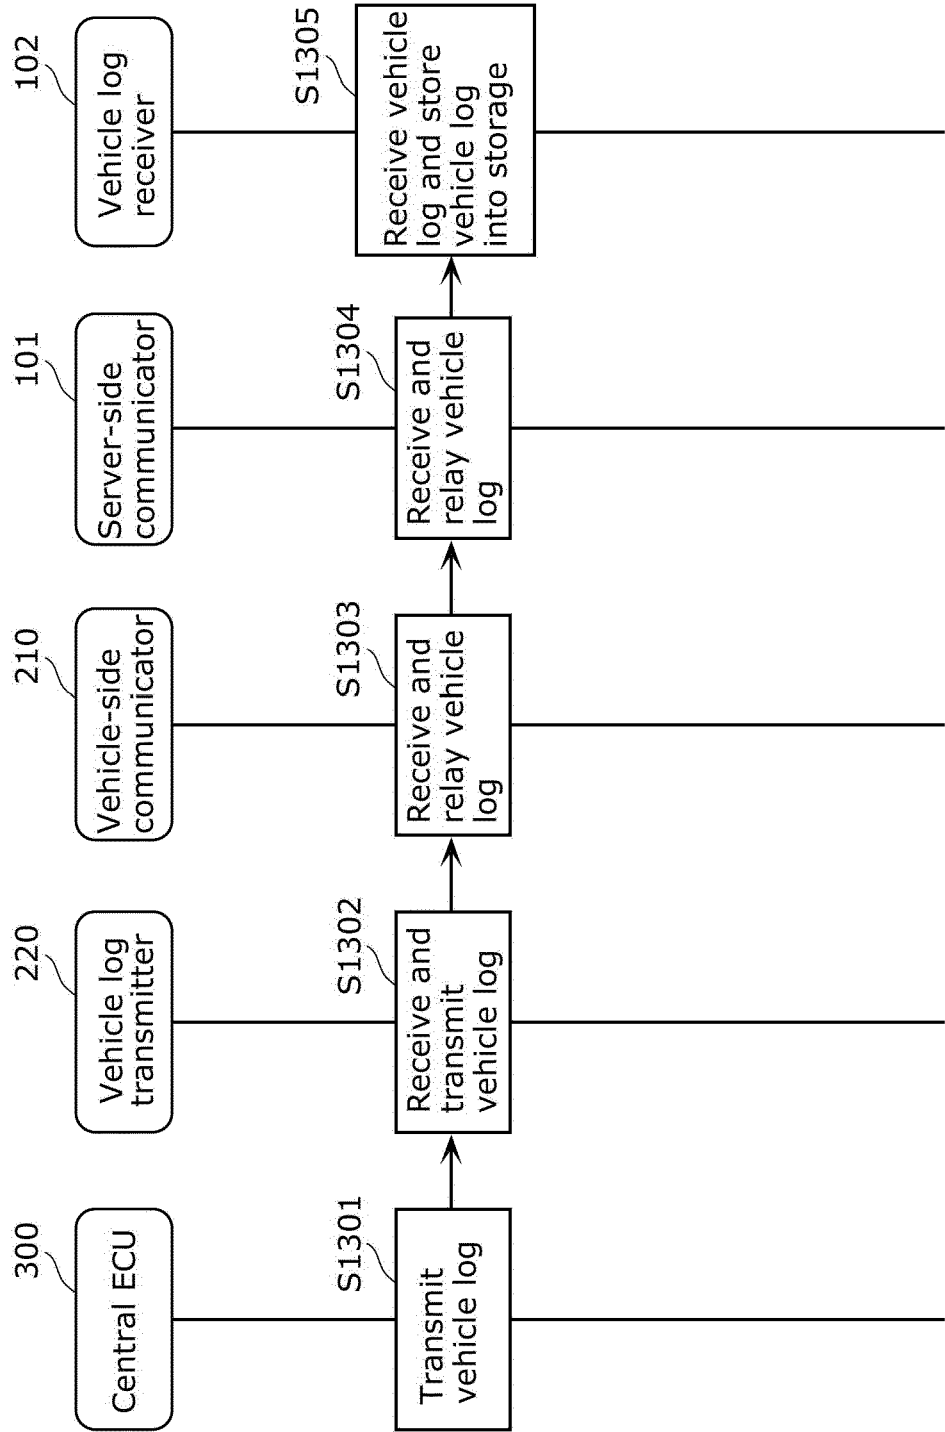 300
Central ECU
220
Vehicle log
transmitter
210
Vehicle-side
communicator
101
Server-side
communicator
102
Vehicle log
receiver
S1301
Transmit
vehicle log
S1302
Receive and
transmit
vehicle log
S1303
Receive and
relay vehicle
log
S1304
Receive and
relay vehicle
log
S1305
Receive vehicle
log and store
vehicle log
into storage